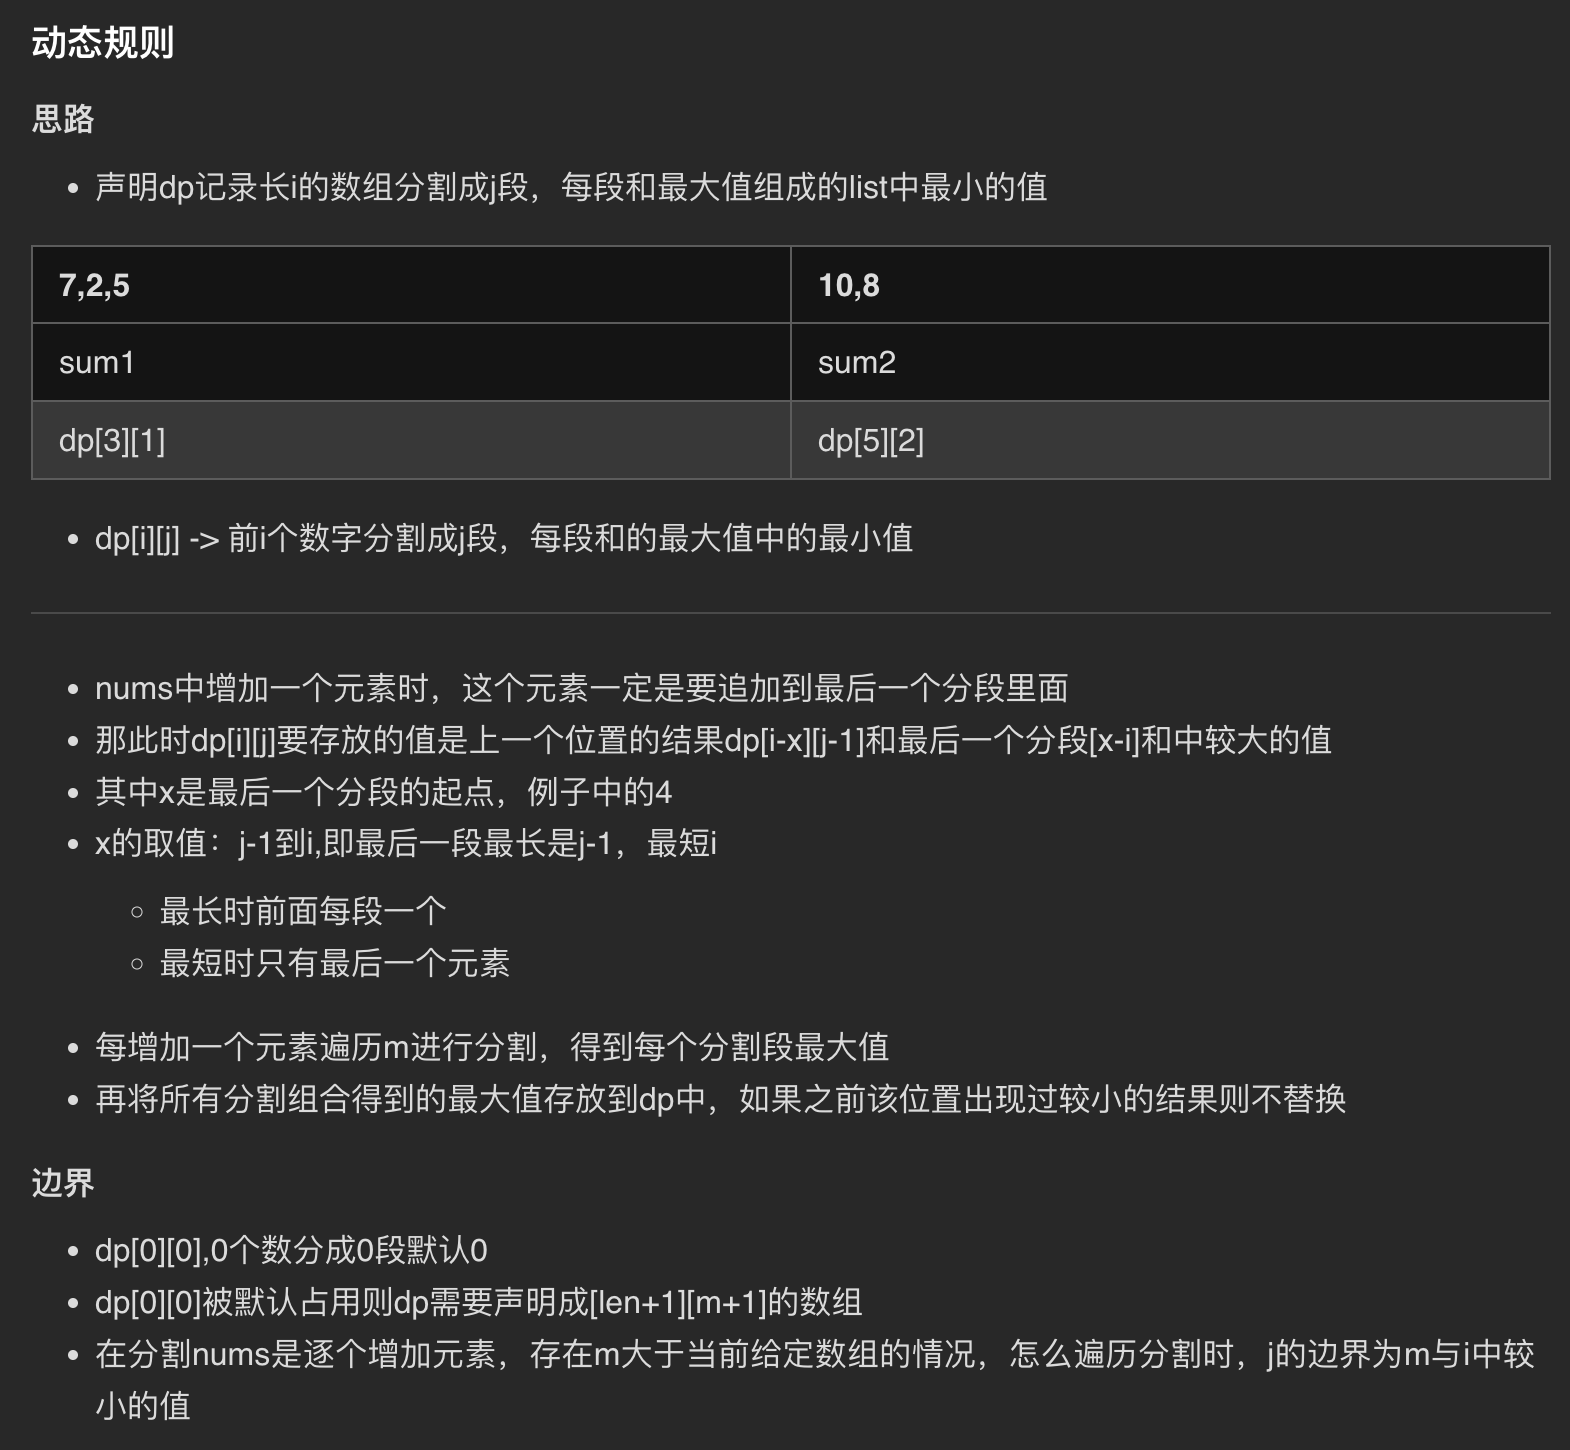 动态规则
思路
声明dp记录长i的数组分割成j段，每段和最大值组成的list中最小的值
7,2,5 10,8
sum1 sum2
dp[3][1] dp[5][2]
dp[i][j] -> 前i个数字分割成j段，每段和的最大值中的最小值
nums中增加一个元素时，这个元素一定是要追加到最后一个分段里面
那此时dp[i][j]要存放的值是上一个位置的结果dp[i-x][j-1]和最后一个分段[x-i]和中较大的值
其中x是最后一个分段的起点，例子中的4
x的取值：j-1到i,即最后一段最长是j-1，最短i
最长时前面每段一个
最短时只有最后一个元素
每增加一个元素遍历m进行分割，得到每个分割段最大值
再将所有分割组合得到的最大值存放到dp中，如果之前该位置出现过较小的结果则不替换
边界
dp[0][0],0个数分成0段默认0
dp[0][0]被默认占用则dp需要声明成[len+1][m+1]的数组
在分割nums是逐个增加元素，存在m大于当前给定数组的情况，怎么遍历分割时，j的边界为m与i中较
小的值